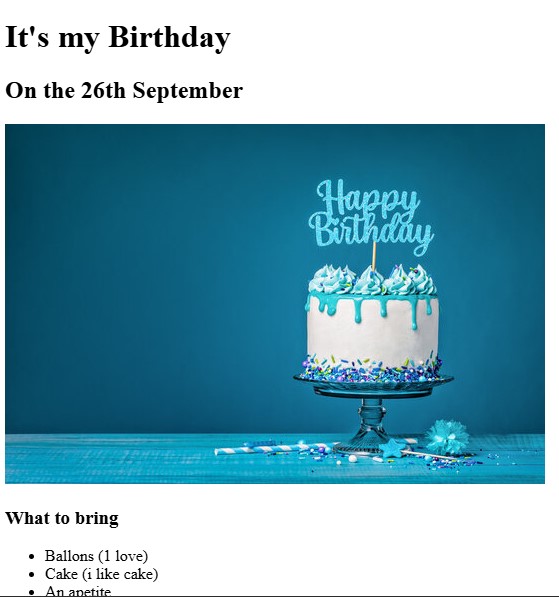 It's my Birthday
On the 26th September
Happy
Birthday
What to bring
Ballons (1 love)
Cake (i like cake)
An apetite